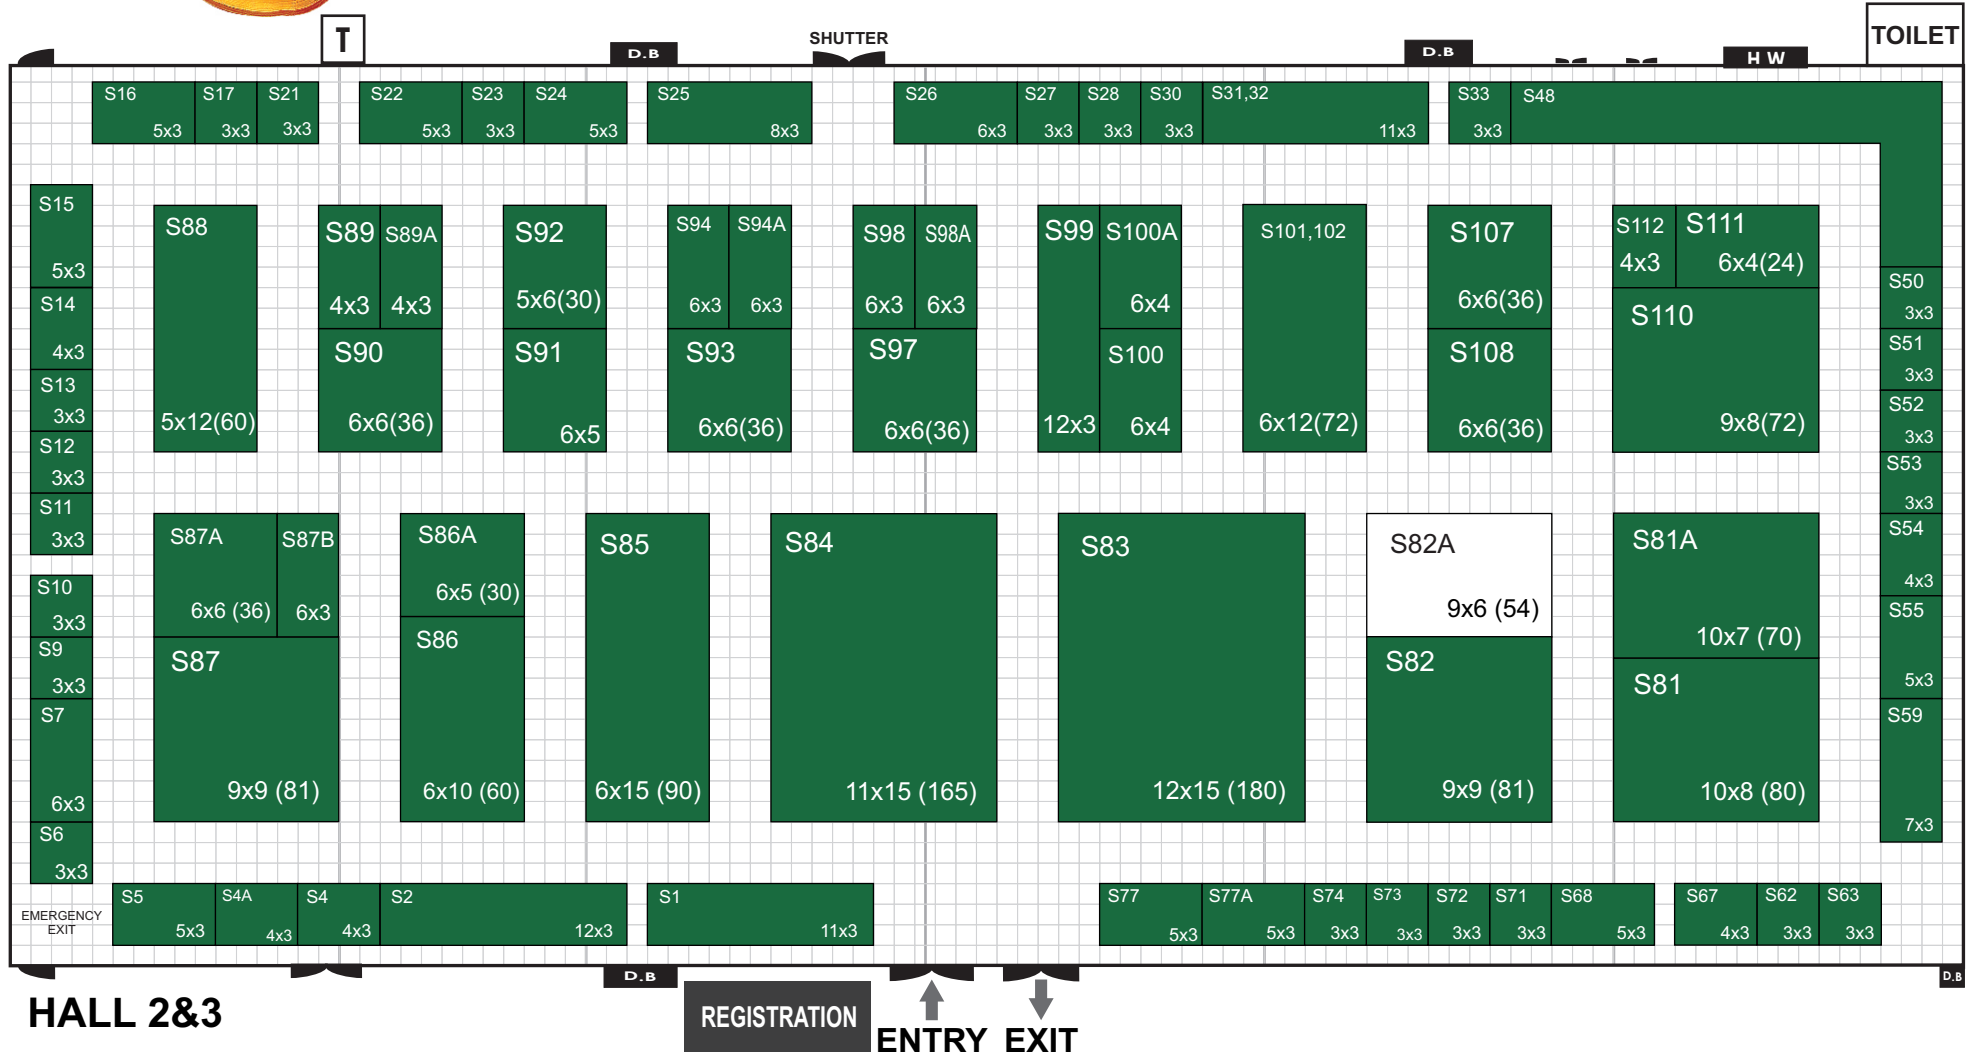 T
SHUTTER
TOILET
D.B
D.B
H W
S16
5x3
S17
3x3
S21
3x3
S22
5x3
S23
3x3
S24
5x3
S25
8x3
S26
6x3
S27
3x3
S28
3x3
S30
3x3
S31,32
11x3
S33
3x3
S48
S15
5x3
S14
4x3
S13
3x3
S12
3x3
S11
3x3
S10
3x3
S9
3x3
S7
6x3
S6
3x3
S88
5x12(60)
S89
4x3
S89A
4x3
S90
6x6(36)
S92
5x6(30)
S91
6x5
S94
6x3
S94A
6x3
S93
6x6(36)
S98
6x3
S98A
6x3
S97
6x6(36)
S99
12x3
S100A
6x4
S100
6x4
S101,102
6x12(72)
S107
6x6(36)
S108
6x6(36)
S112
4x3
S111
6x4(24)
S110
9x8(72)
S50
3x3
S51
3x3
S52
3x3
S53
3x3
S54
4x3
S55
5x3
S59
7x3
S87A
6x6 (36)
S87B
6x3
S87
9x9 (81)
S86A
6x5 (30)
S86
6x10 (60)
S85
6x15 (90)
S84
11x15 (165)
S83
12x15 (180)
S82A
9x6 (54)
S82
9x9 (81)
S81A
10x7 (70)
S81
10x8 (80)
EMERGENCY
EXIT
S5
5x3
S4A
4x3
S4
4x3
S2
12x3
S1
11x3
S77
5x3
S77A
5x3
S74
3x3
S73
3x3
S72
3x3
S71
3x3
S68
5x3
S67
4x3
S62
3x3
S63
3x3
D.B
D.B
HALL 2&3
REGISTRATION
ENTRY EXIT